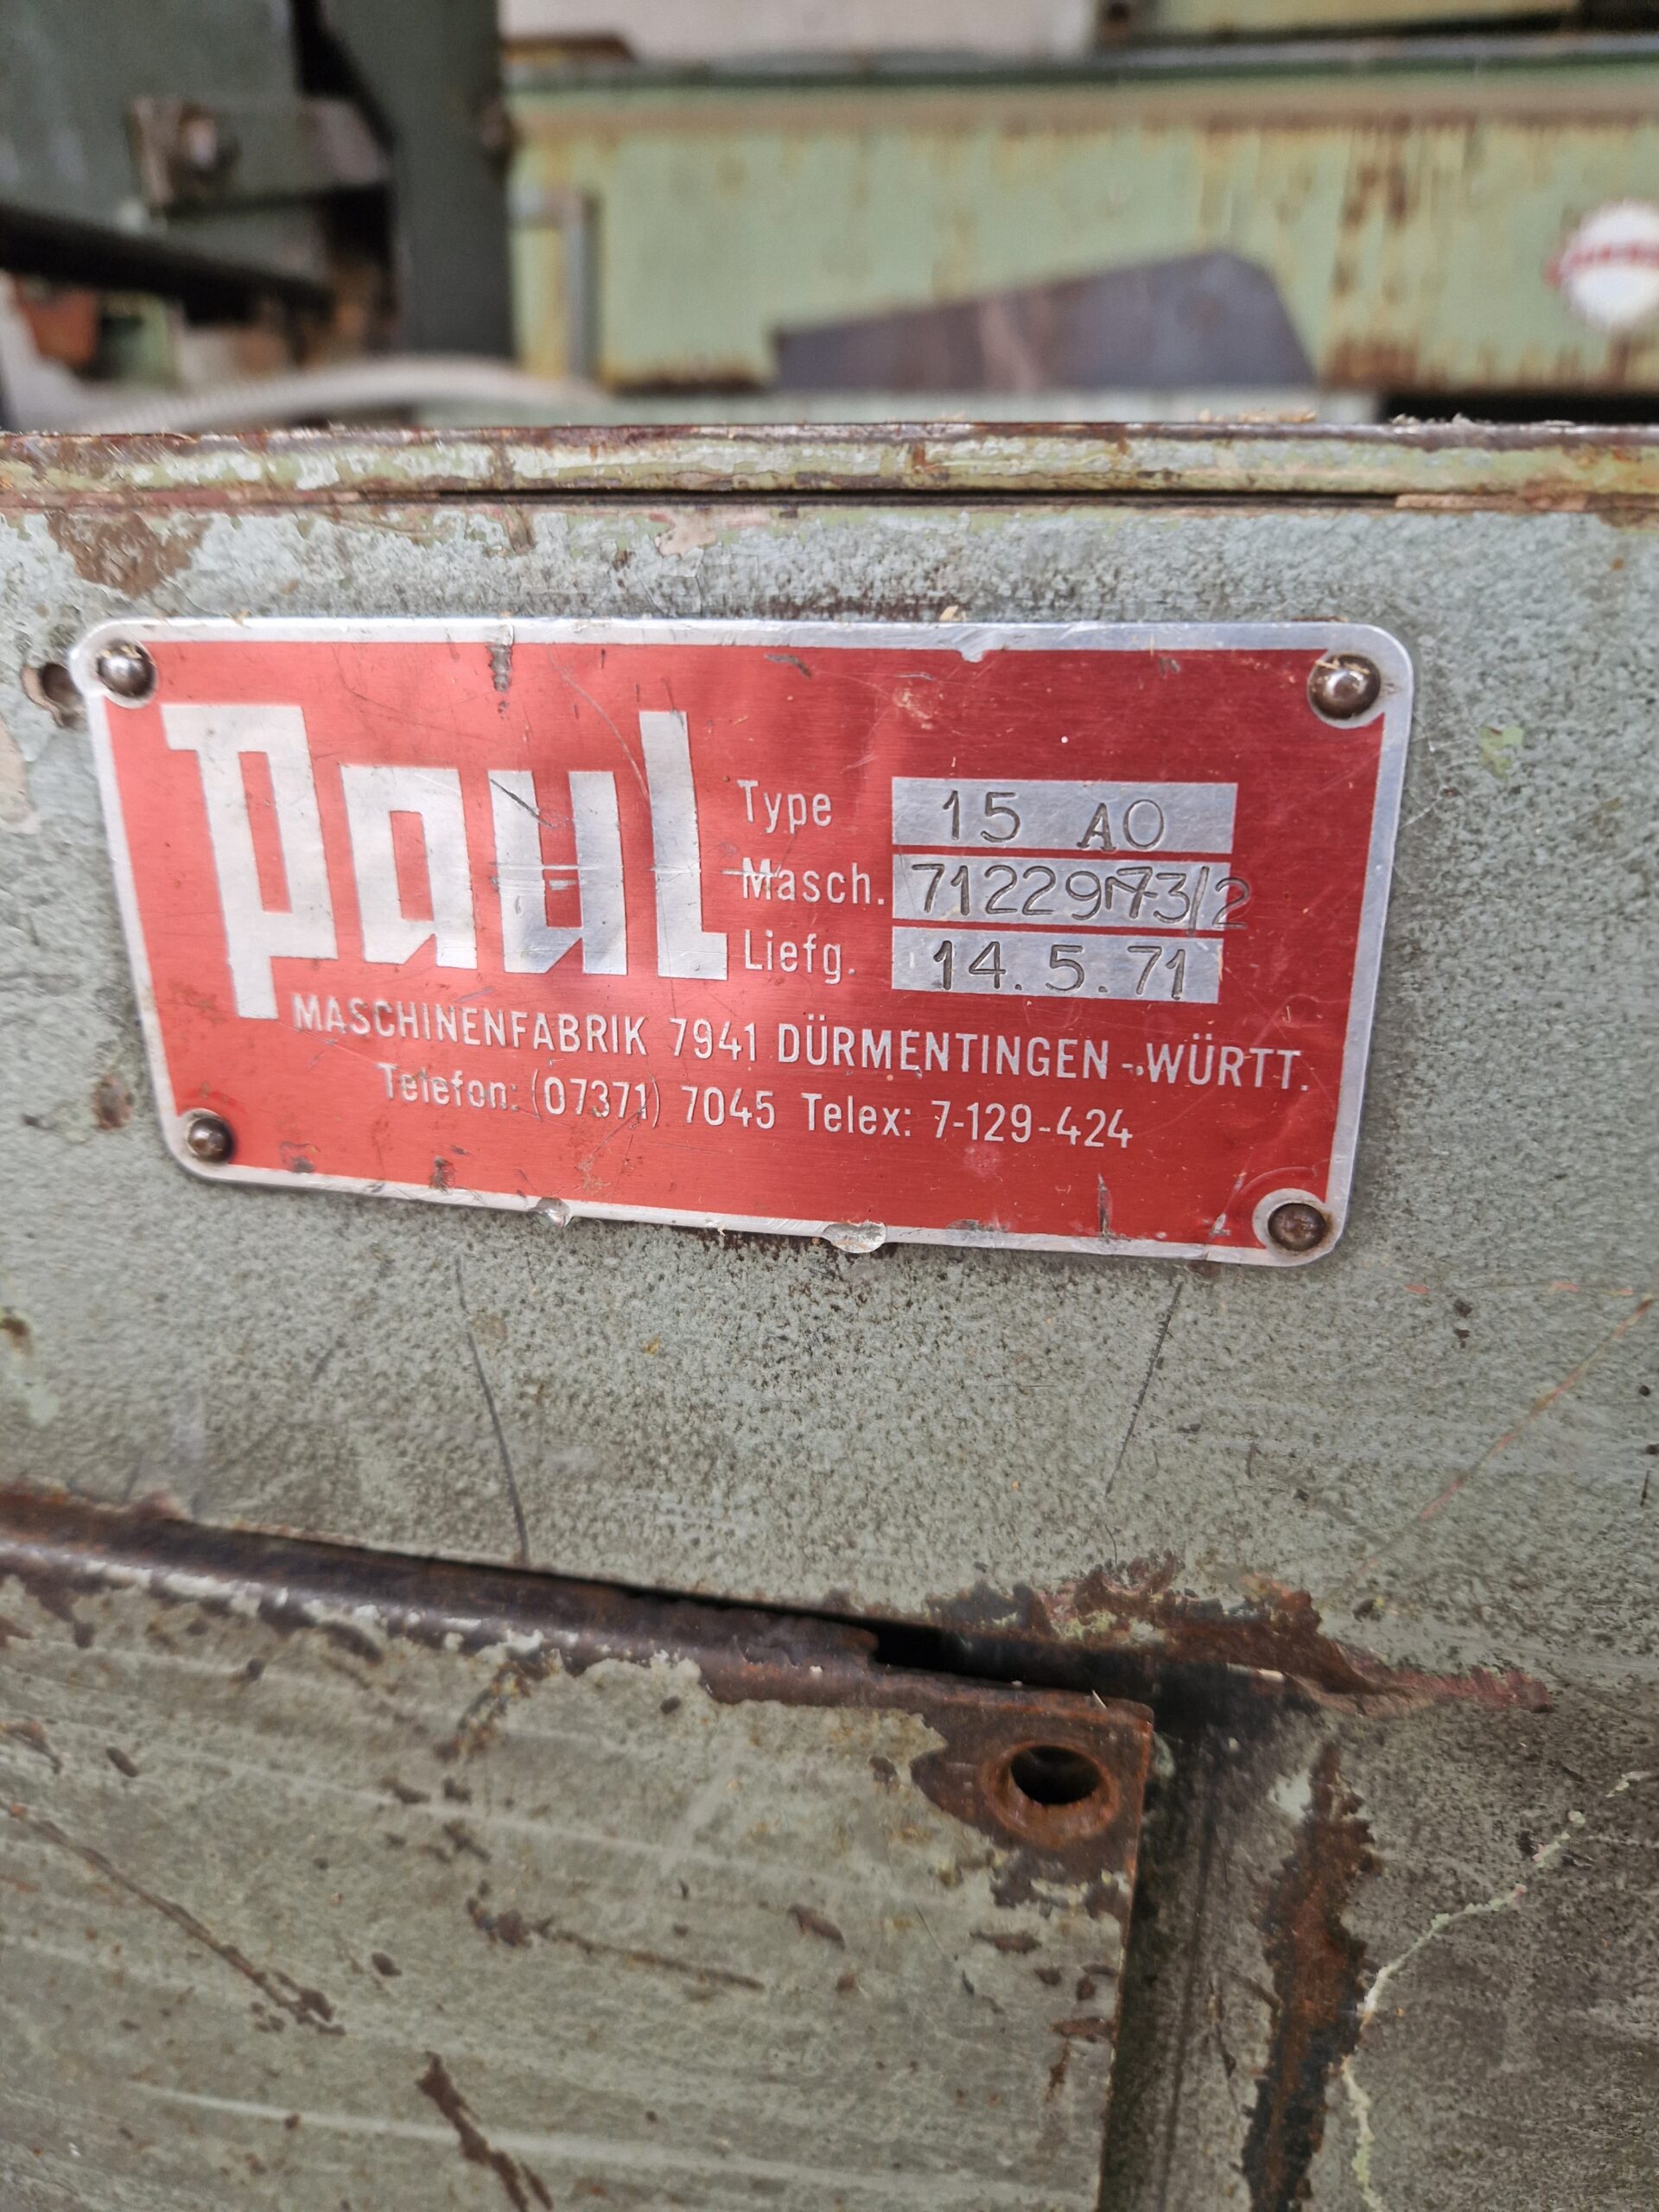 Paul
Type 15 AO
Masch. 7122973/2
Liefg. 14.5.71
MASCHINENFABRIK 7941 DÜRMENTINGEN - WÜRTT.
Telefon: (07371) 7045 Telex: 7-129-424